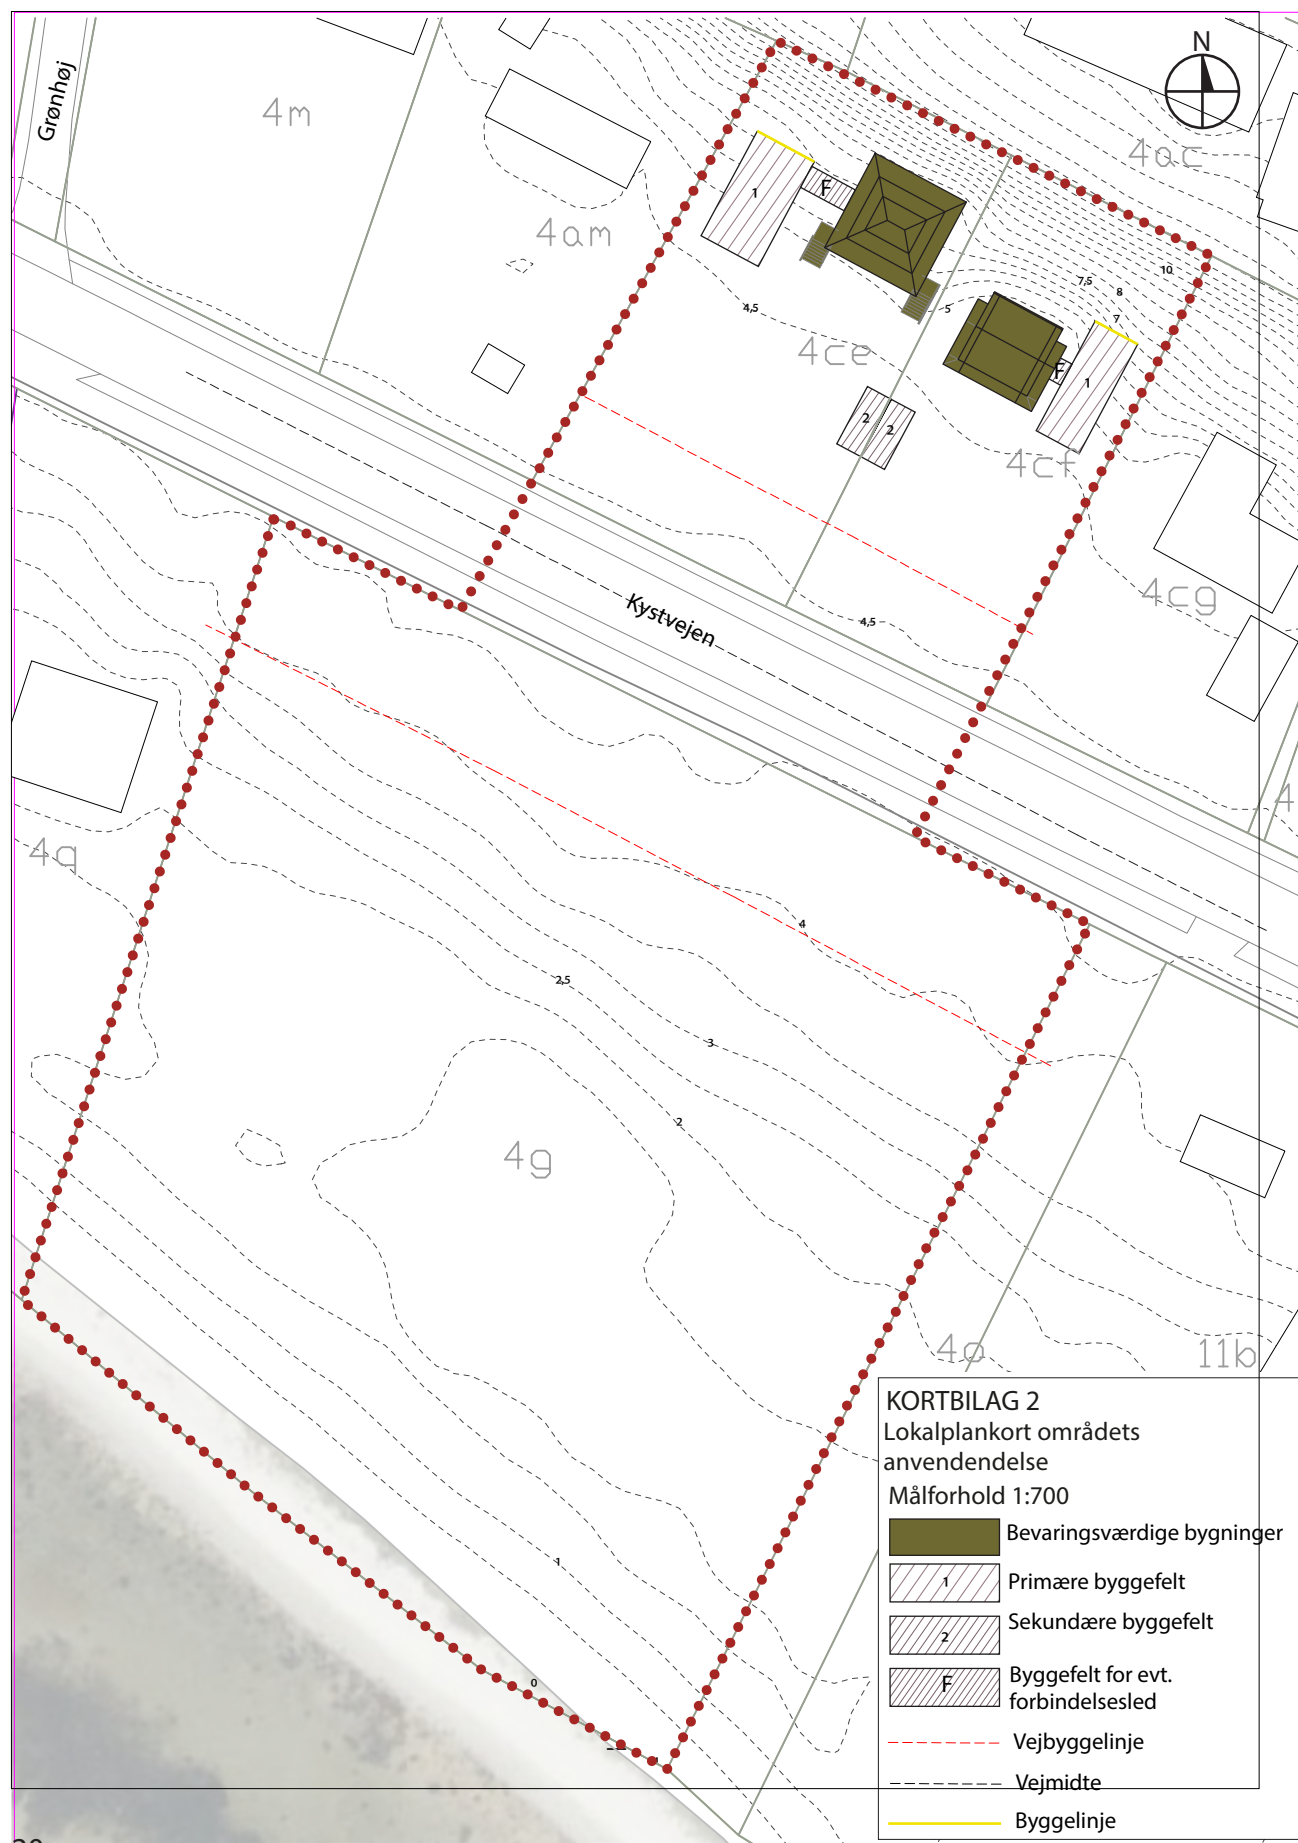 N
Grønhøj
4m
4ac
4am
1
F
10
7,5
8
7
4,5
5
4ce
F
1
2
2
4cf
4cg
Kystvejen
4,5
4
4q
4
2,5
3
2
4g
4o
11b
1
0
KORTBILAG 2
Lokalplankort områdets
anvendendelse
Målforhold 1:700
Bevaringsværdige bygninger
1
Primære byggefelt
2
Sekundære byggefelt
F
Byggefelt for evt.
forbindelsesled
Vejbyggelinje
Vejmidte
Byggelinje